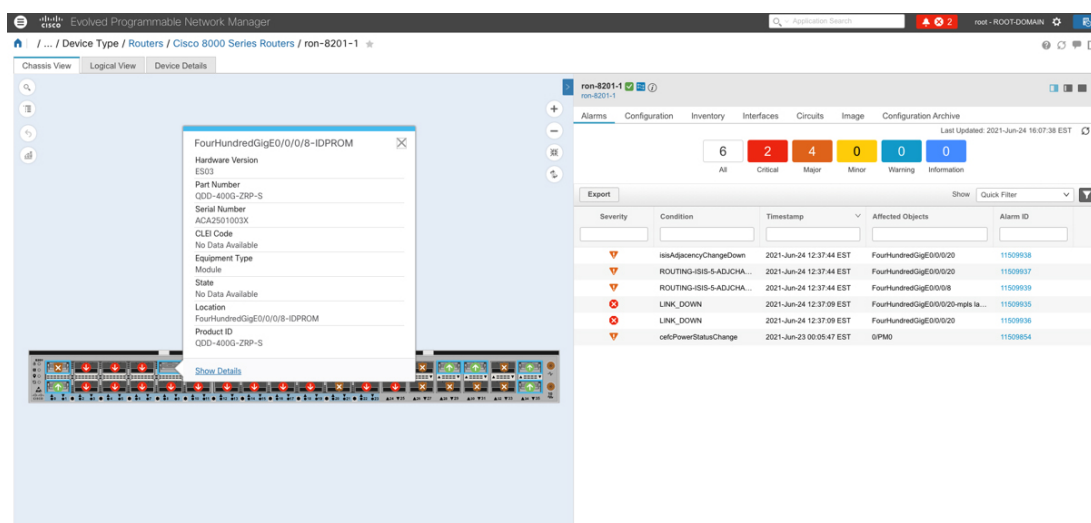 cisco Evolved Programmable Network Manager
Application Search
2
root - ROOT-DOMAIN
/ ... / Device Type / Routers / Cisco 8000 Series Routers / ron-8201-1
Chassis View Logical View Device Details
FourHundredGigE0/0/0/8-IDPROM
Hardware Version
ES03
Part Number
QDD-400G-ZRP-S
Serial Number
ACA2501003X
CLEI Code
No Data Available
Equipment Type
Module
State
No Data Available
Location
FourHundredGigE0/0/0/8-IDPROM
Product ID
QDD-400G-ZRP-S
Show Details
ron-8201-1
ron-8201-1
Alarms Configuration Inventory Interfaces Circuits Image Configuration Archive
Last Updated: 2021-Jun-24 16:07:38 EST
6 2 4 0 0 0
All Critical Major Minor Warning Information
Export Show Quick Filter
Severity Condition Timestamp Affected Objects Alarm ID
isisAdjacencyChangeDown 2021-Jun-24 12:37:44 EST FourHundredGigE0/0/0/20 11509938
ROUTING-ISIS-5-ADJCHA... 2021-Jun-24 12:37:44 EST FourHundredGigE0/0/0/20 11509937
ROUTING-ISIS-5-ADJCHA... 2021-Jun-24 12:37:44 EST FourHundredGigE0/0/0/8 11509939
LINK_DOWN 2021-Jun-24 12:37:09 EST FourHundredGigE0/0/0/20-mpls la... 11509935
LINK_DOWN 2021-Jun-24 12:37:09 EST FourHundredGigE0/0/0/20 11509936
cefcPowerStatusChange 2021-Jun-23 00:05:47 EST 0/PM0 11509854